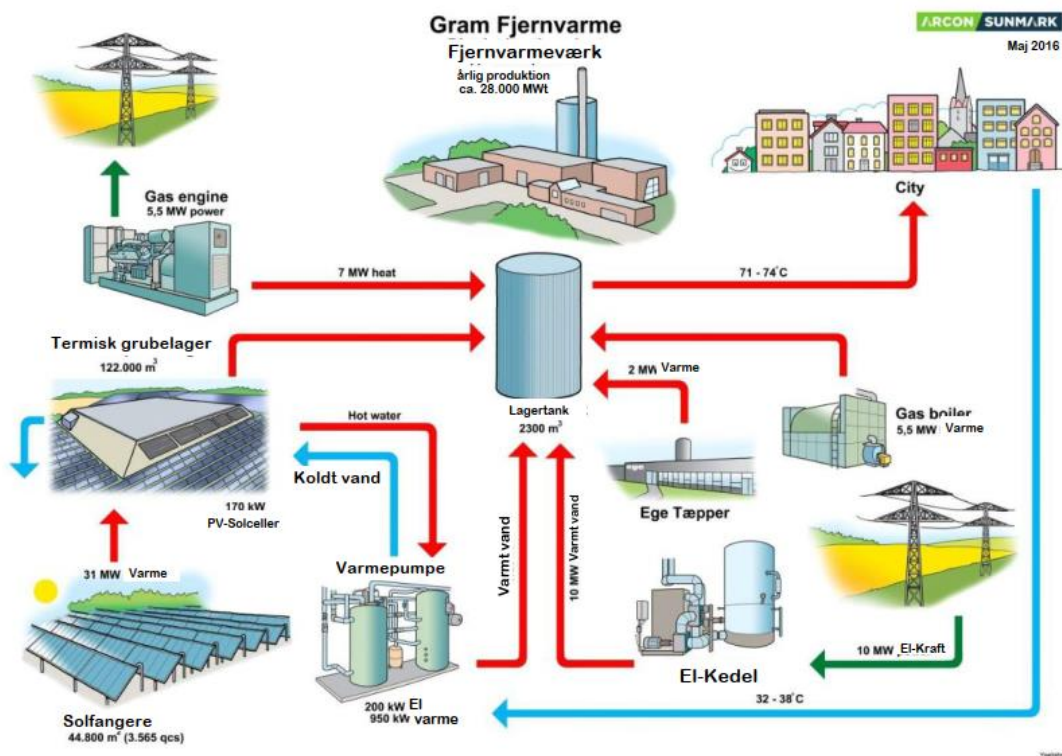 Gram Fjernvarme
Fjernvarmeværk
årlig produktion
ca. 28.000 MWt
ARCON SUNMARK
Maj 2016
Gas engine
5,5 MW power
City
7 MW heat
71 - 74°C
Termisk grubelager
122.000 m³
2 MW Varme
Hot water
Lagertank
2300 m³
Gas boiler
5,5 MW Varme
Koldt vand
170 kW
PV-Solceller
Ege Tæpper
31 MW Varme
Varmepumpe
Varmt vand
10 MW Varmt vand
10 MW El-Kraft
El-Kedel
32 - 38°C
200 kW El
950 kW varme
Solfangere
44.800 m² (3.565 qcs)